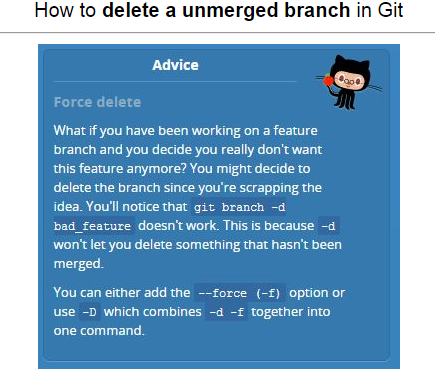 How to delete a unmerged branch in Git
Advice
Force delete
What if you have been working on a feature
branch and you decide you really don't want
this feature anymore? You might decide to
delete the branch since you're scrapping the
idea. You'll notice that git branch -d
bad_feature doesn't work. This is because -d
won't let you delete something that hasn't been
merged.
You can either add the --force (-f) option or
use -D which combines -d -f together into
one command.